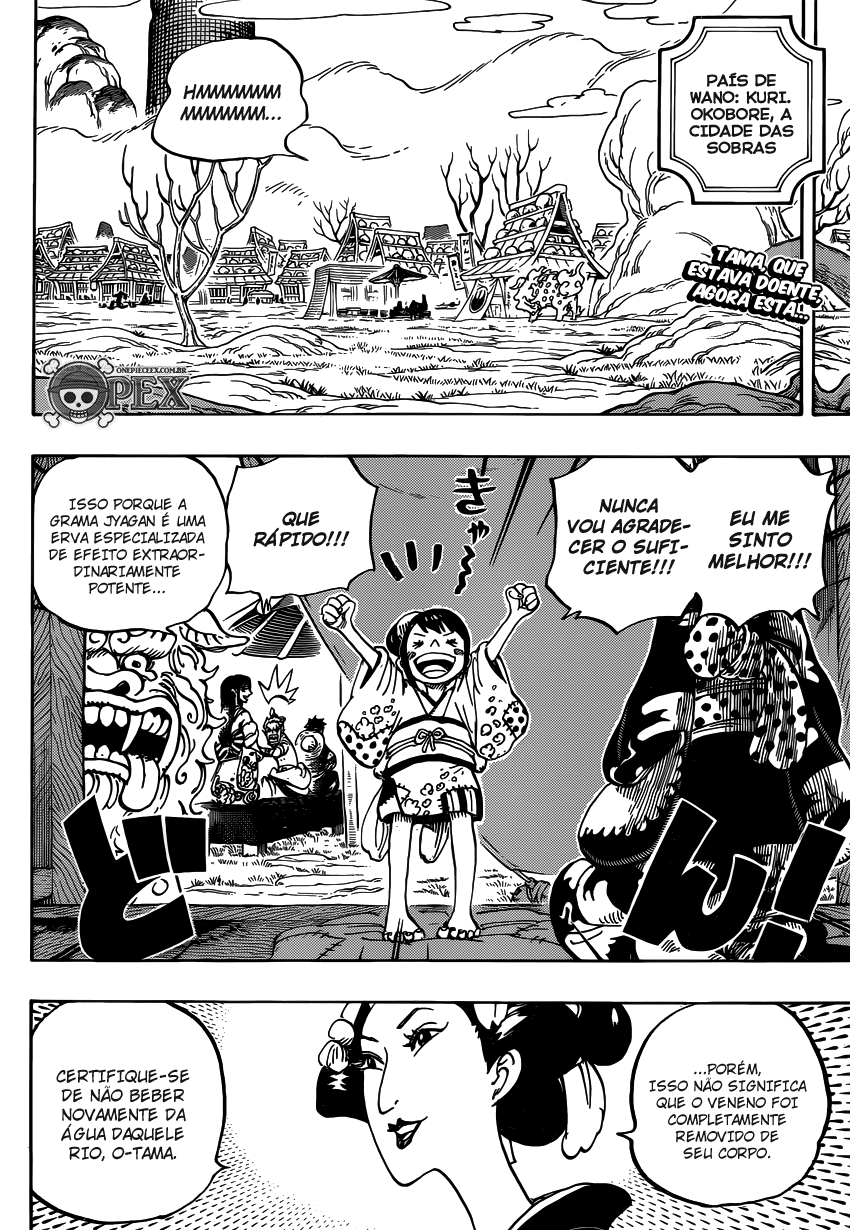 PAÍS DE
WANO: KURI.
OKOBORE, A
CIDADE DAS
SOBRAS
HMMMMMMM
MMMMMMM...
TAMA, QUE
ESTAVA DOENTE,
AGORA ESTÁ!..
ONEPIECEEX.COM.BR
OPEX
EU ME
SINTO
MELHOR!!!
NUNCA
VOU AGRADE-
CER O SUFI-
CIENTE!!!
きゃ〜
QUE
RÁPIDO!!!
ISSO PORQUE A
GRAMA JYAGAN É UMA
ERVA ESPECIALIZADA
DE EFEITO EXTRAOR-
DINARIAMENTE
POTENTE...
どん!
...PORÉM,
ISSO NÃO SIGNIFICA
QUE O VENENO FOI
COMPLETAMENTE
REMOVIDO DE
SEU CORPO.
CERTIFIQUE-SE
DE NÃO BEBER
NOVAMENTE DA
ÁGUA DAQUELE
RIO, O-TAMA.